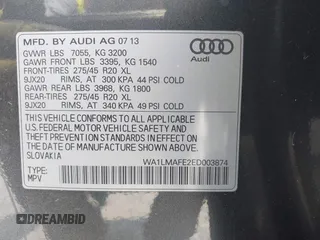 MFD. BY AUDI AG 07 13
GVWR LBS 7055, KG 3200
GAWR FRONT LBS 3395, KG 1540
FRONT-TIRES 275/45 R20 XL
9JX20 RIMS, AT 300 KPA 44 PSI COLD
GAWR REAR LBS 3968, KG 1800
REAR-TIRES 275/45 R20 XL
9JX20 RIMS, AT 340 KPA 49 PSI COLD
Audi
THIS VEHICLE CONFORMS TO ALL APPLICABLE
U.S. FEDERAL MOTOR VEHICLE SAFETY, BUMPER,
AND THEFT PREVENTION STANDARDS IN EFFECT ON
THE DATE OF MANUFACTURE SHOWN ABOVE.
SLOVAKIA WA1LMAFE2ED003874
TYPE:
MPV
DREAMBID